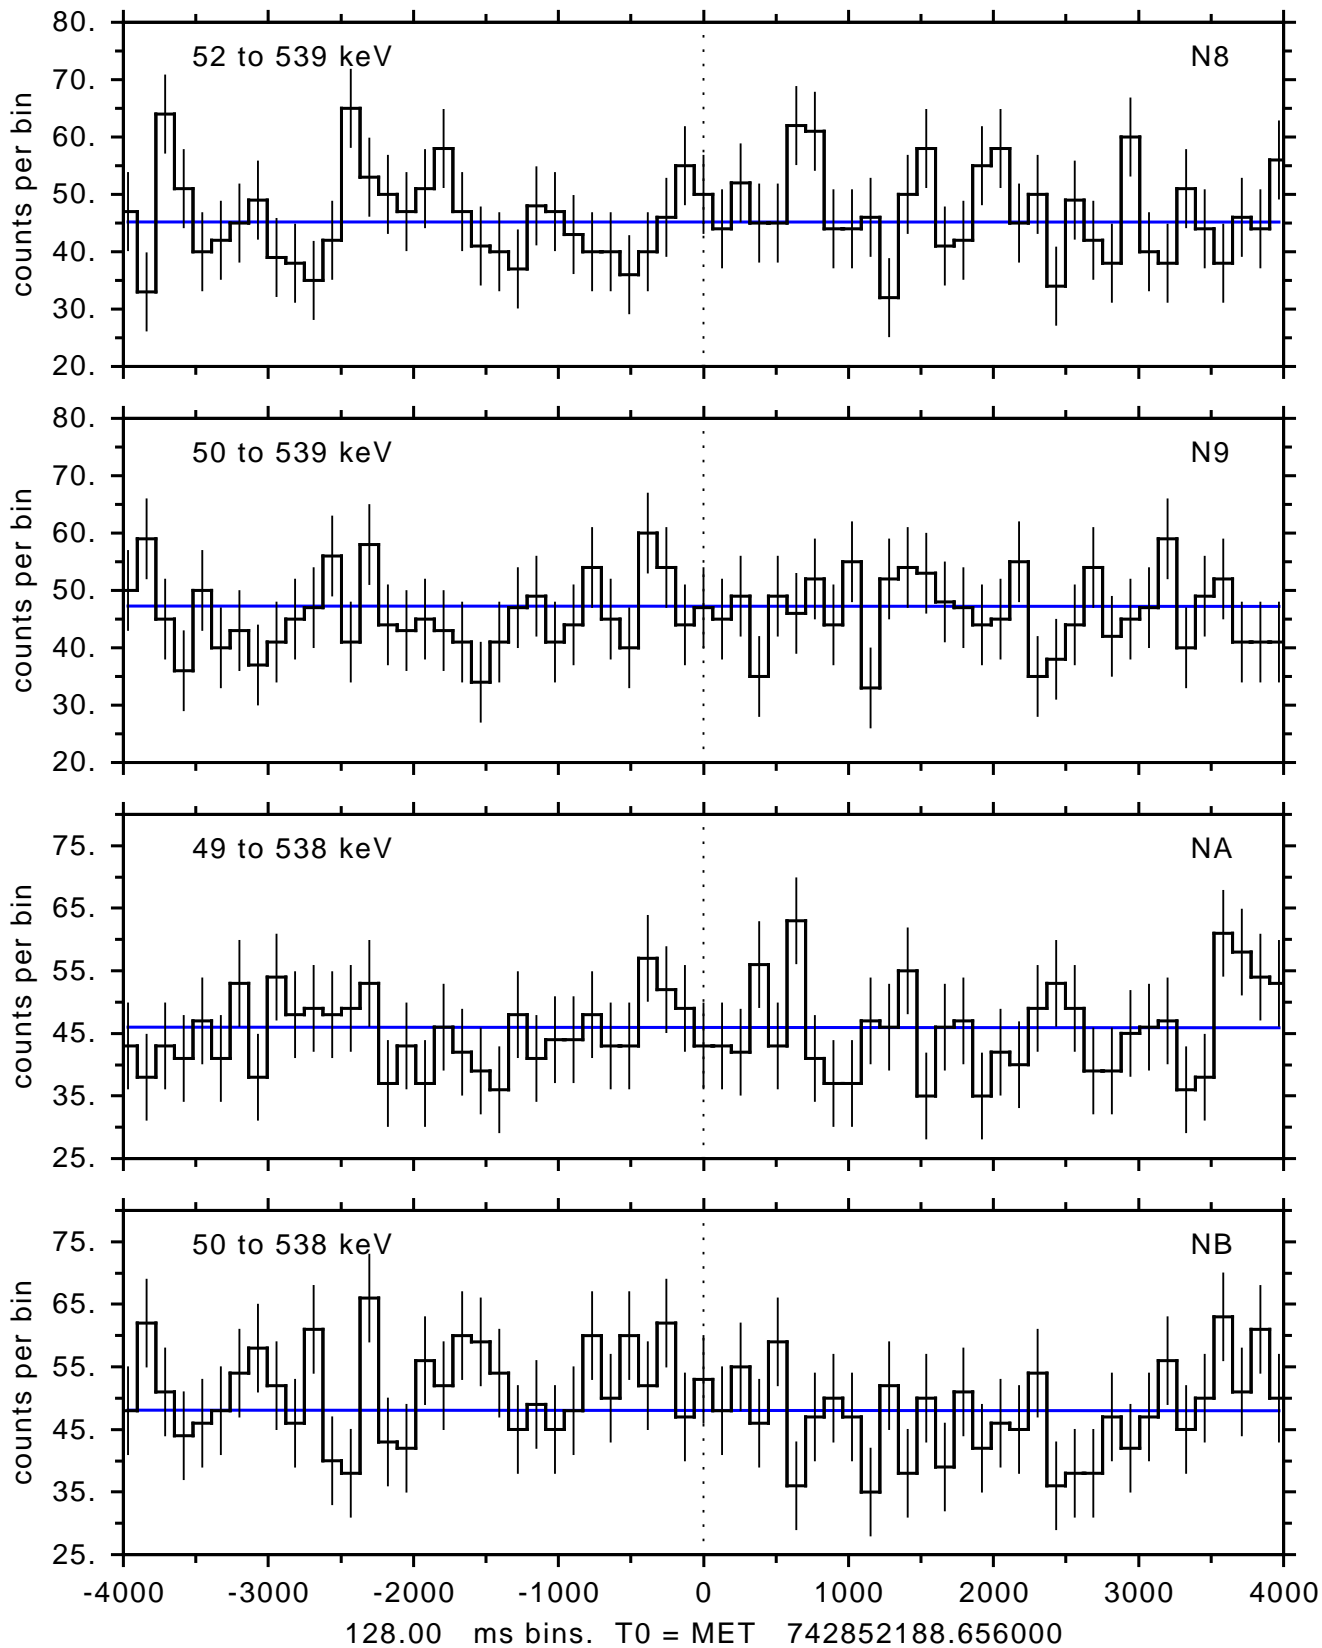 80.
52 to 539 keV N8
70.
60.
50.
40.
30.
20.
counts per bin
80.
50 to 539 keV N9
70.
60.
50.
40.
30.
20.
counts per bin
49 to 538 keV NA
75.
65.
55.
45.
35.
25.
counts per bin
50 to 538 keV NB
75.
65.
55.
45.
35.
25.
counts per bin
-4000 -3000 -2000 -1000 0 1000 2000 3000 4000
128.00 ms bins. T0 = MET 742852188.656000